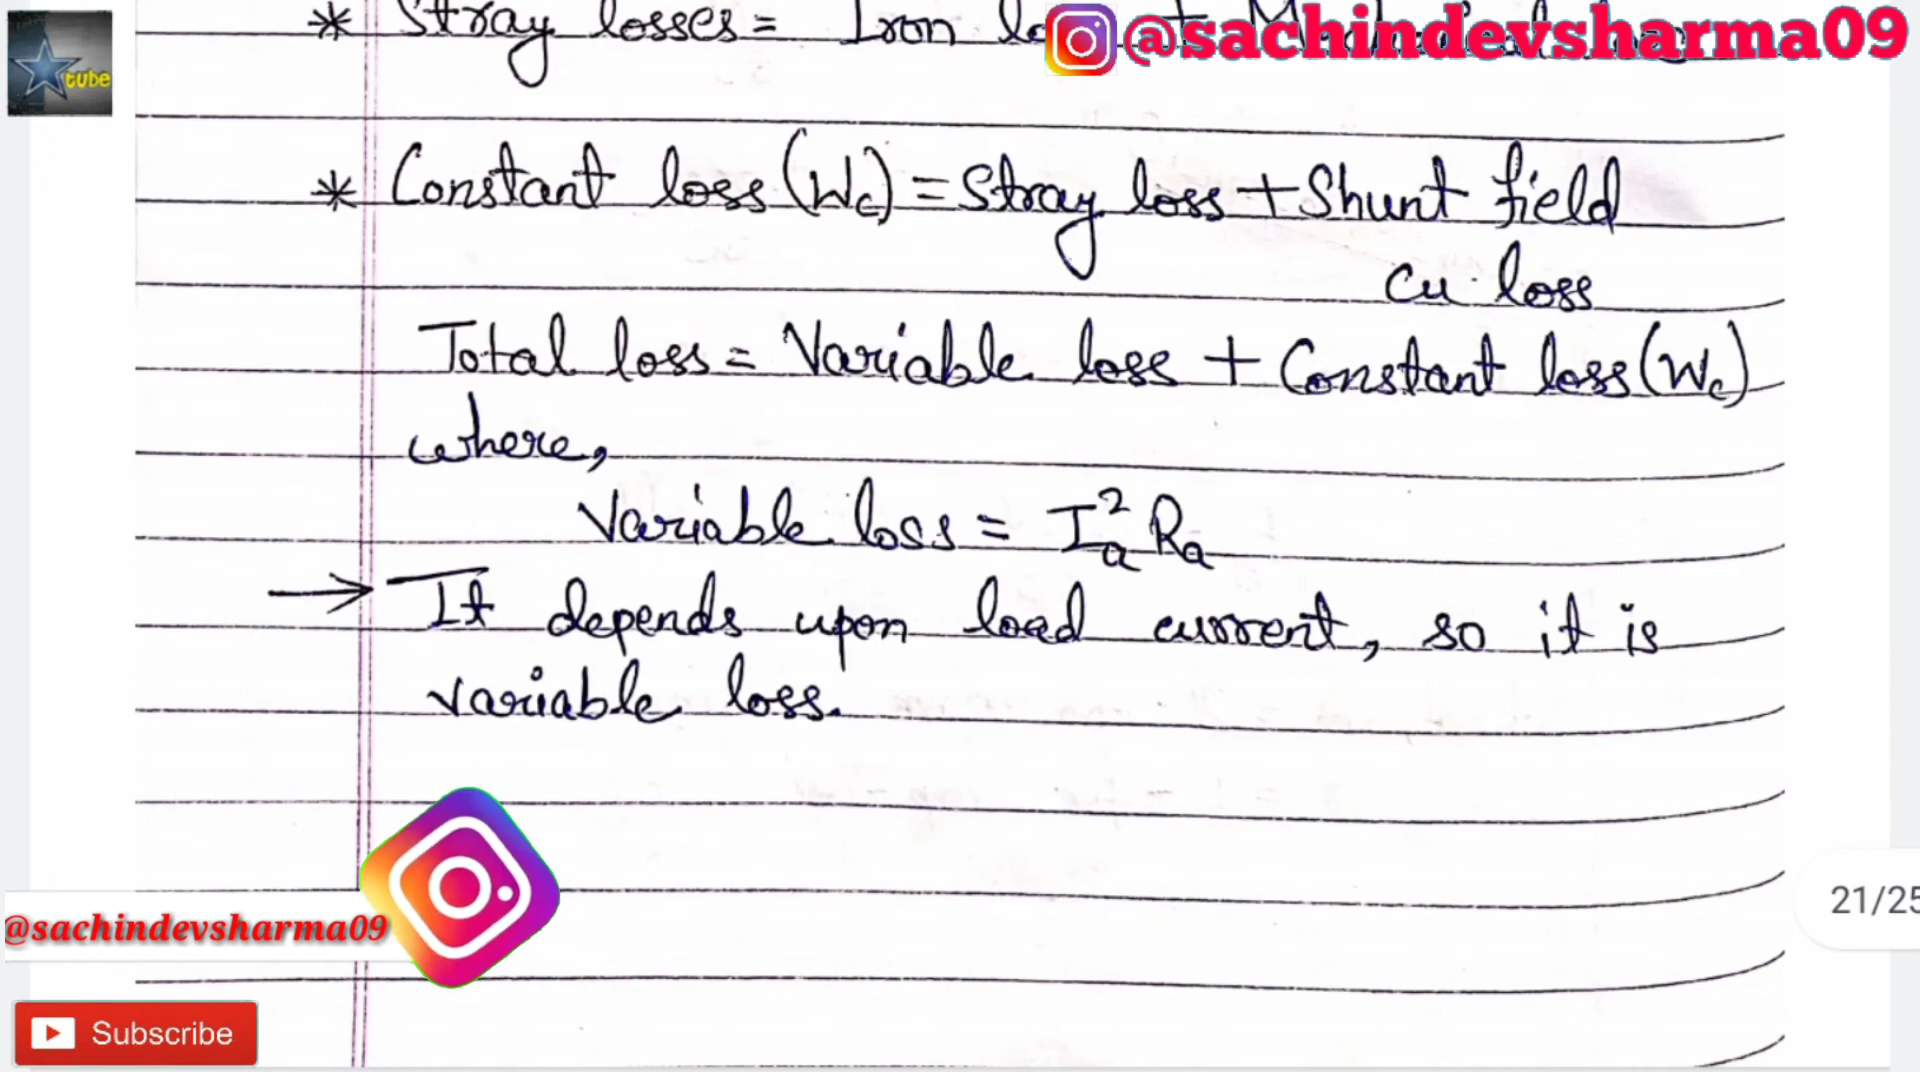 * Stray losses = Iron
@sachindevsharma09
tube
* Constant loss (Wc) = Stray loss + Shunt field
cu. loss
Total loss = Variable loss + Constant loss (Wc)
where,
Variable loss = Ia² Ra
→ It depends upon load current, so it is
variable loss.
21/25
@sachindevsharma09
Subscribe